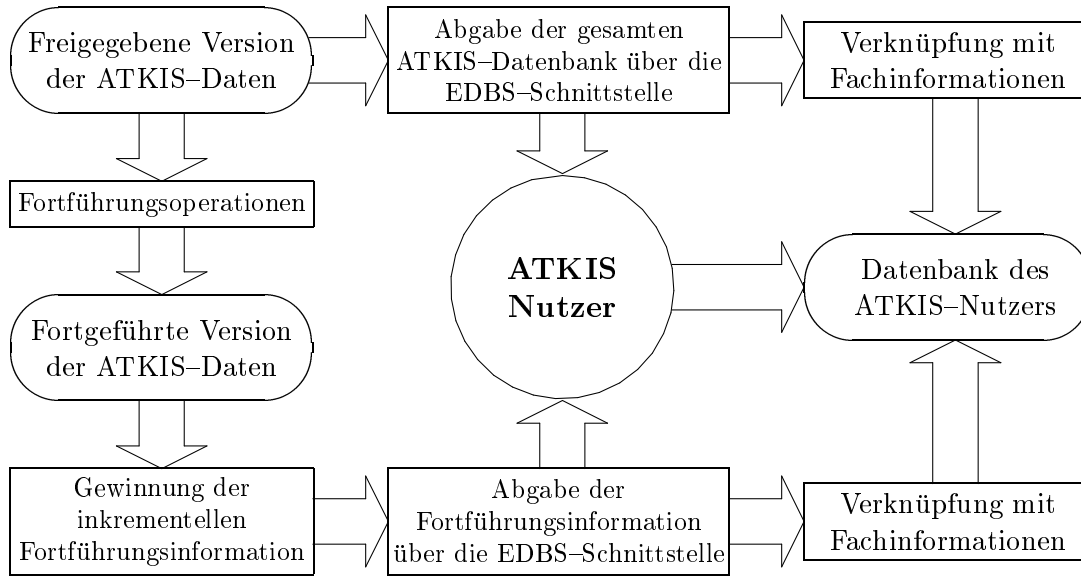 Freigegebene Version
der ATKIS–Daten
Abgabe der gesamten
ATKIS–Datenbank über die
EDBS–Schnittstelle
Verknüpfung mit
Fachinformationen
Fortführungsoperationen
ATKIS
Nutzer
Datenbank des
ATKIS–Nutzers
Fortgeführte Version
der ATKIS–Daten
Gewinnung der
inkrementellen
Fortführungsinformation
Abgabe der
Fortführungsinformation
über die EDBS–Schnittstelle
Verknüpfung mit
Fachinformationen